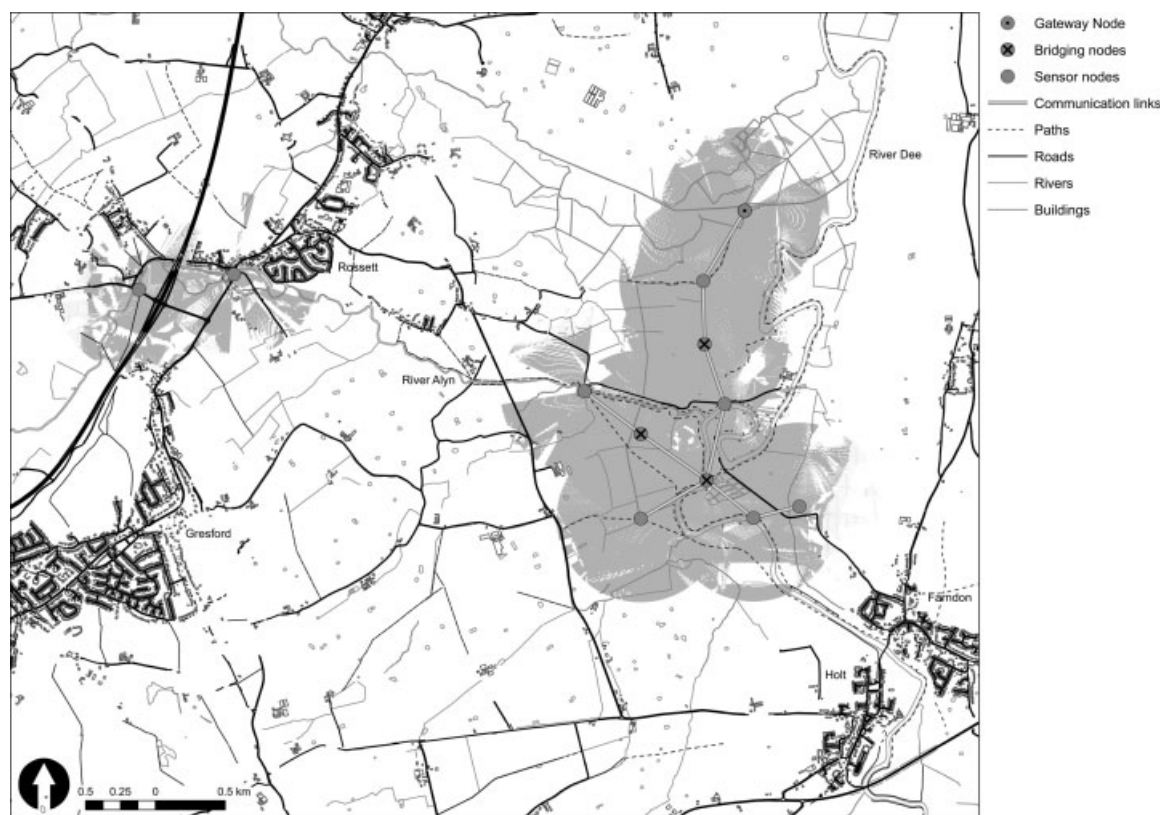 Gateway Node
Bridging nodes
Sensor nodes
Communication links
Paths
Roads
Rivers
Buildings
River Dee
Rossett
River Alyn
Gresford
Farndon
Holt
0.5 0.25 0 0.5 km